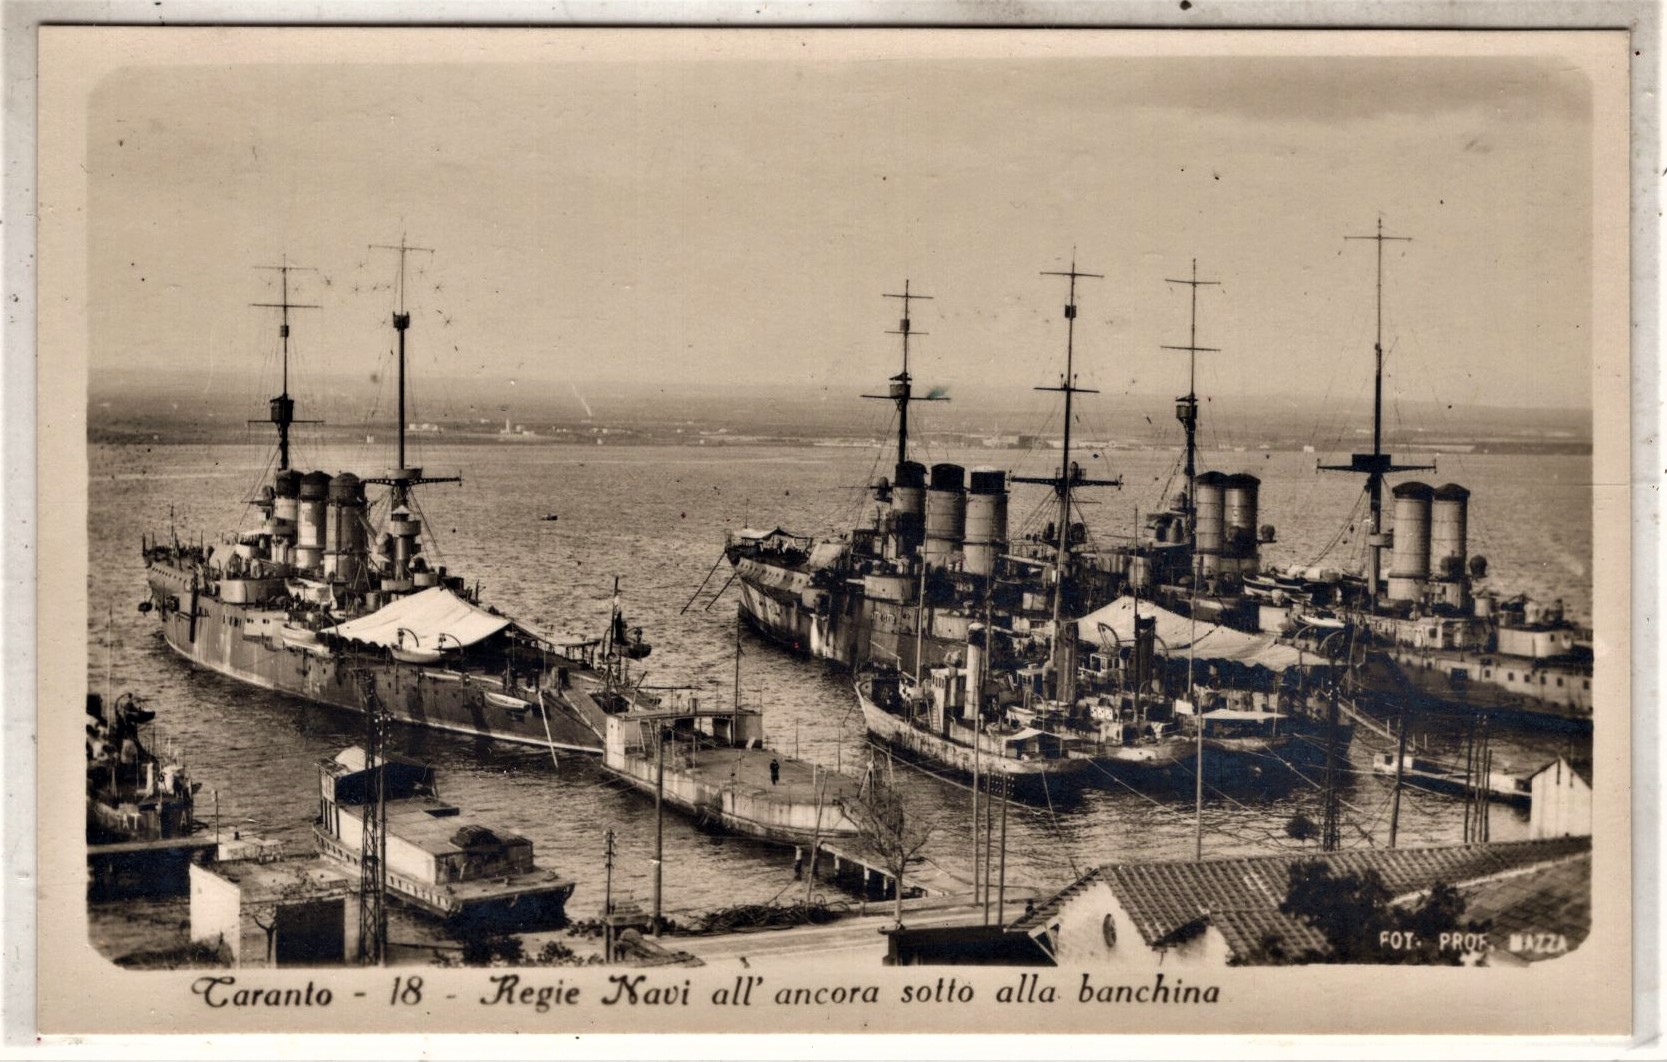 FOT. PROF. MAZZA
Taranto - 18 - Regie Navi all' ancora sotto alla banchina